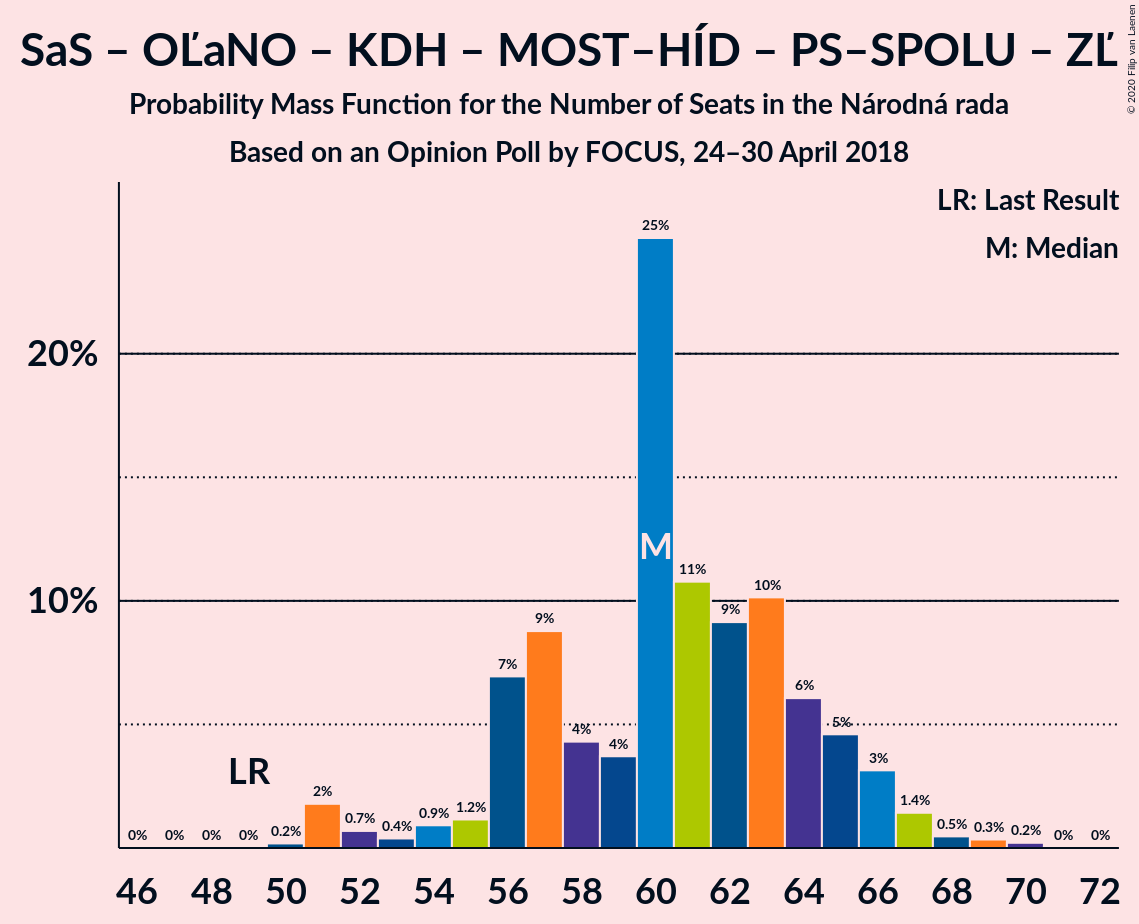 SaS – OĽaNO – KDH – MOST–HÍD – PS–SPOLU – ZĽ
Probability Mass Function for the Number of Seats in the Národná rada
Based on an Opinion Poll by FOCUS, 24–30 April 2018
© 2020 Filip van Laenen
LR: Last Result
M: Median
20%
10%
LR
M
0% 0% 0% 0% 0.2% 2% 0.7% 0.4% 0.9% 1.2% 7% 9% 4% 4% 25% 11% 9% 10% 6% 5% 3% 1.4% 0.5% 0.3% 0.2% 0% 0%
46 48 50 52 54 56 58 60 62 64 66 68 70 72